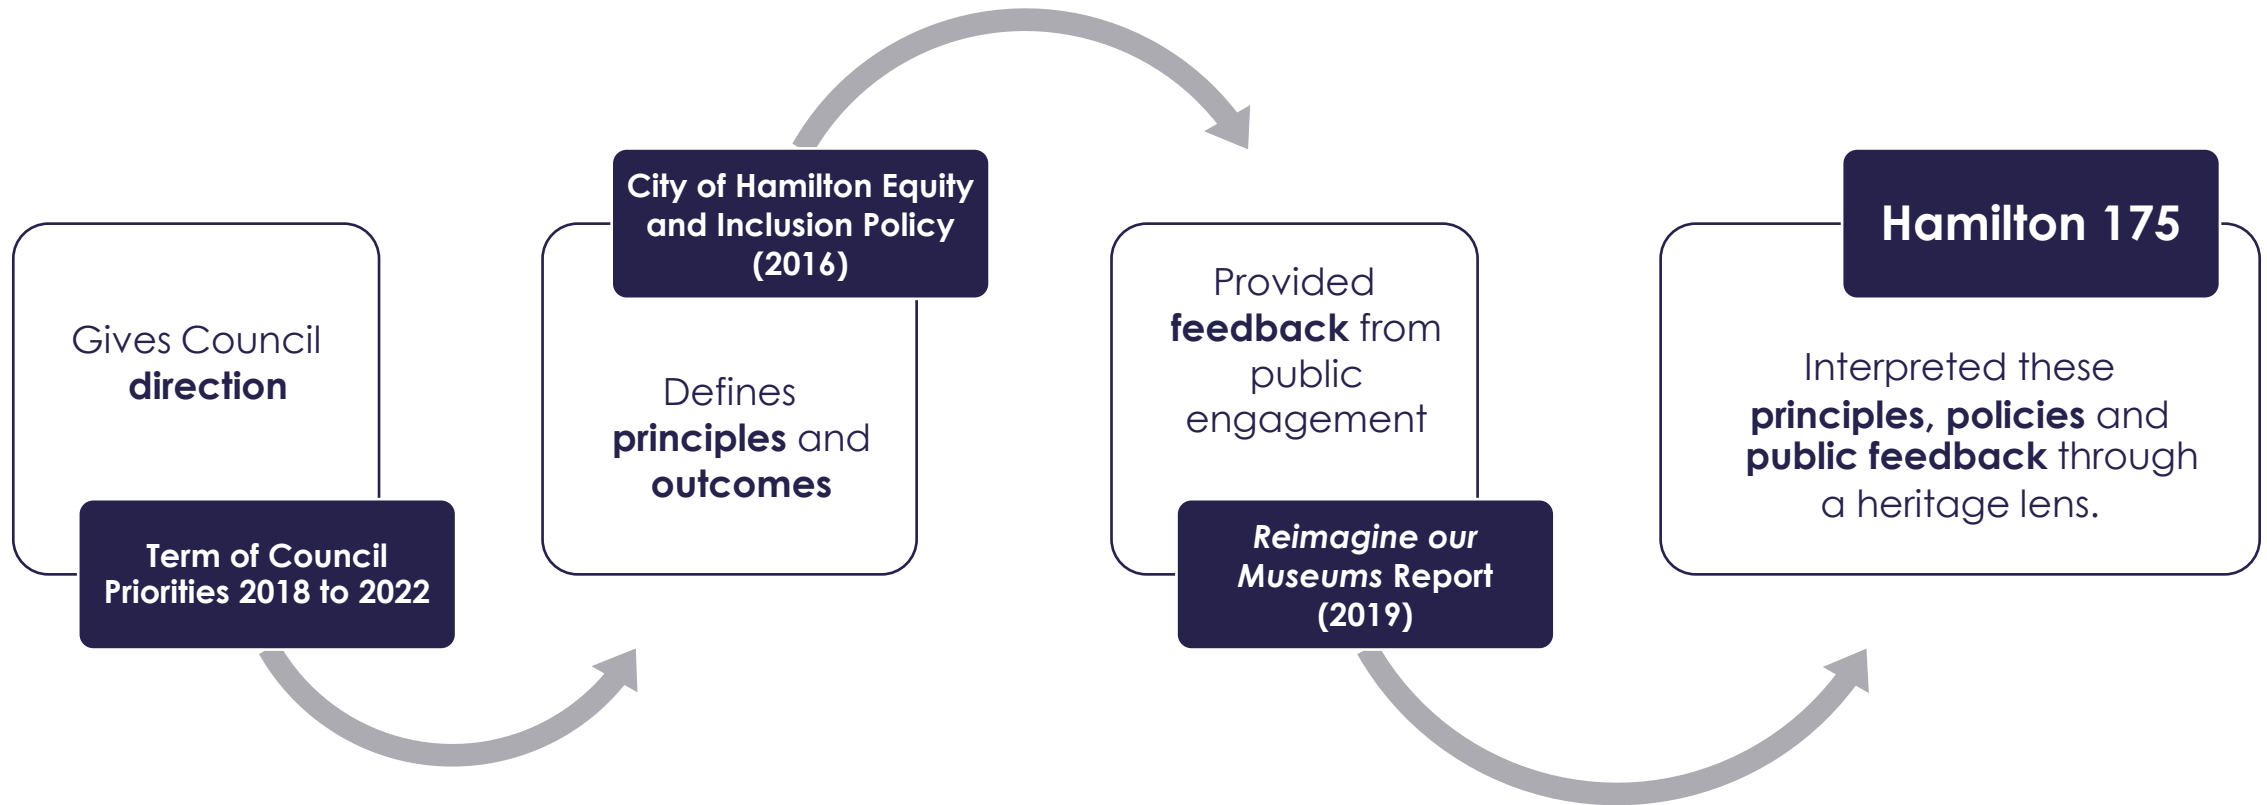 Gives Council
direction
Term of Council
Priorities 2018 to 2022
City of Hamilton Equity
and Inclusion Policy
(2016)
Defines
principles and
outcomes
Provided
feedback from
public
engagement
Reimagine our
Museums Report
(2019)
Hamilton 175
Interpreted these
principles, policies and
public feedback through
a heritage lens.